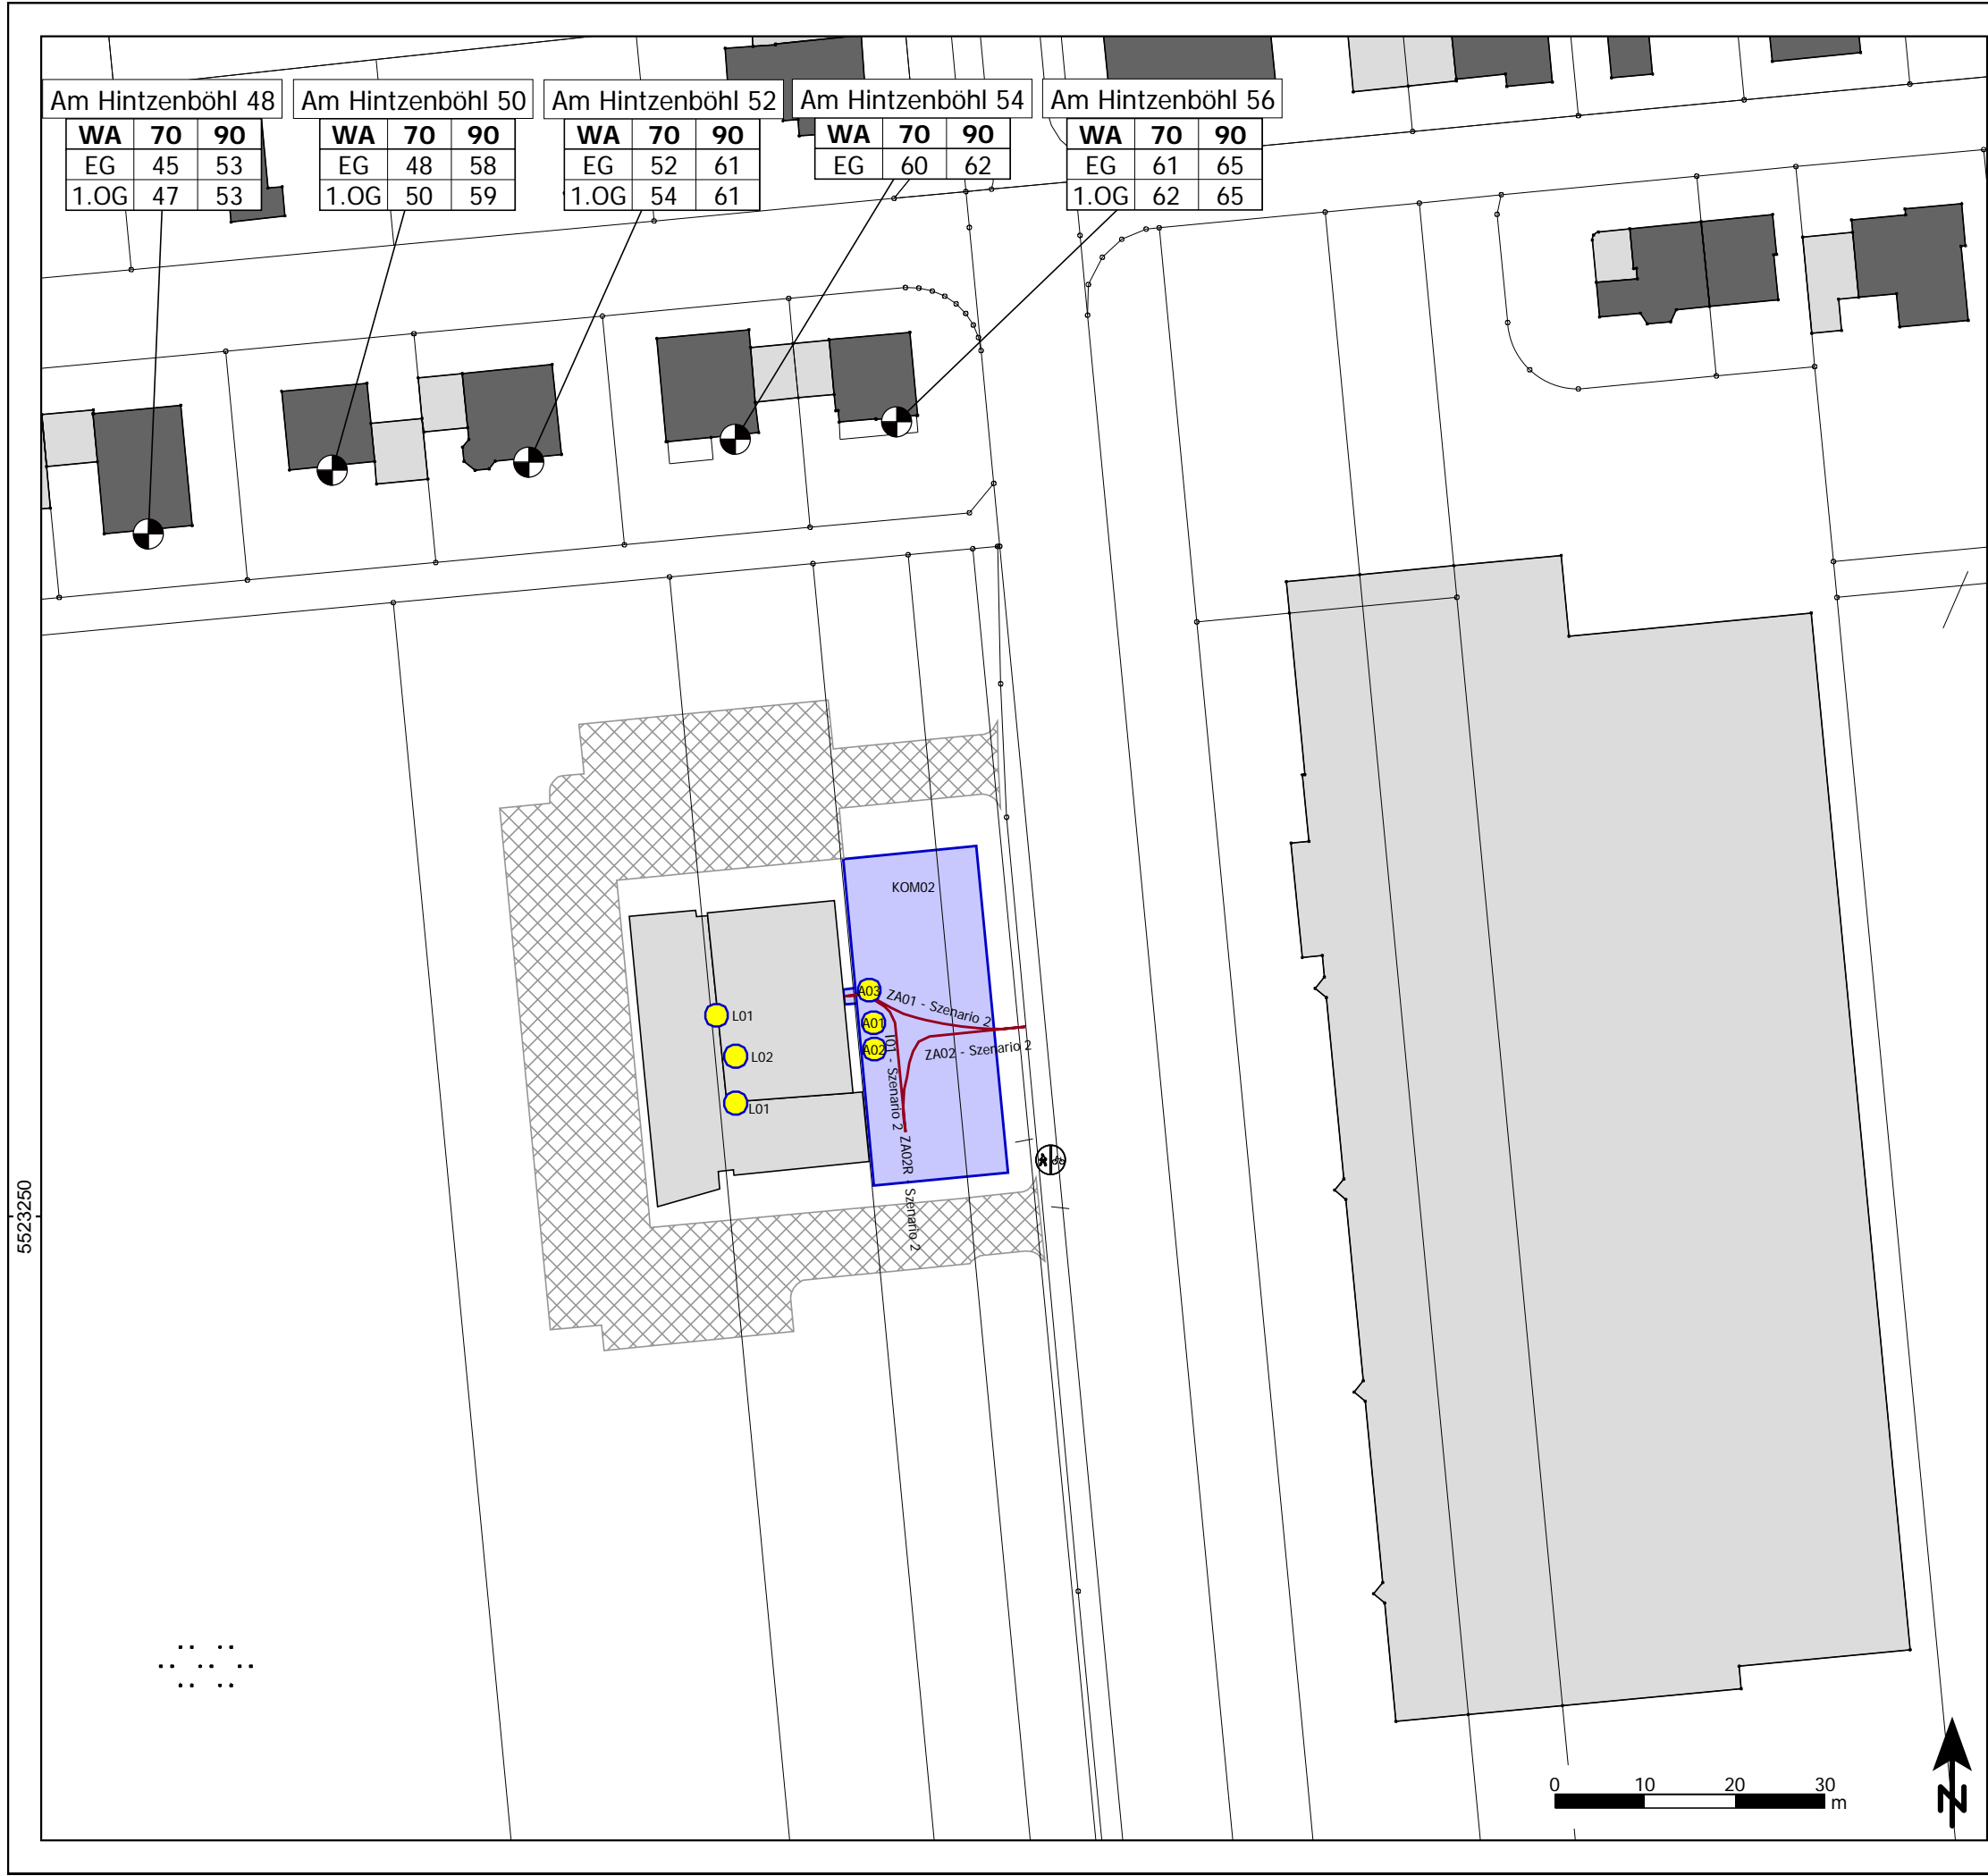 Am Hintzenböhl 48
WA 70 90
EG 45 53
1.OG 47 53
Am Hintzenböhl 50
WA 70 90
EG 48 58
1.OG 50 59
Am Hintzenböhl 52
WA 70 90
EG 52 61
1.OG 54 61
Am Hintzenböhl 54
WA 70 90
EG 60 62
Am Hintzenböhl 56
WA 70 90
EG 61 65
1.OG 62 65
KOM02
A03
ZA01 - Szenario 2
L01
A01
ZA02 - Szenario 2
L02
A02
I01 - Szenario 2
L01
ZA02R - Szenario 2
5523250
0 10 20 30
m
N